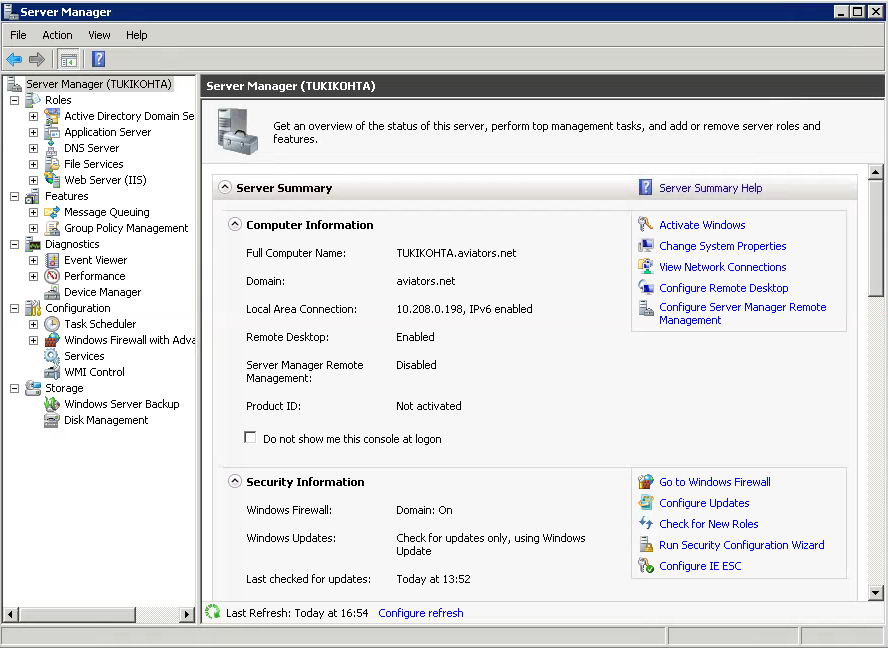 Server Manager
File Action View Help
Server Manager (TUKIKOHTA)
Roles
Active Directory Domain Se
Application Server
DNS Server
File Services
Web Server (IIS)
Features
Message Queuing
Group Policy Management
Diagnostics
Event Viewer
Performance
Device Manager
Configuration
Task Scheduler
Windows Firewall with Adva
Services
WMI Control
Storage
Windows Server Backup
Disk Management
Server Manager (TUKIKOHTA)
Get an overview of the status of this server, perform top management tasks, and add or remove server roles and
features.
Server Summary
Server Summary Help
Computer Information
Full Computer Name: TUKIKOHTA.aviators.net
Domain: aviators.net
Local Area Connection: 10.208.0.198, IPv6 enabled
Remote Desktop: Enabled
Server Manager Remote Disabled
Management:
Product ID: Not activated
Do not show me this console at logon
Activate Windows
Change System Properties
View Network Connections
Configure Remote Desktop
Configure Server Manager Remote
Management
Security Information
Windows Firewall: Domain: On
Windows Updates: Check for updates only, using Windows
Update
Last checked for updates: Today at 13:52
Go to Windows Firewall
Configure Updates
Check for New Roles
Run Security Configuration Wizard
Configure IE ESC
Last Refresh: Today at 16:54 Configure refresh